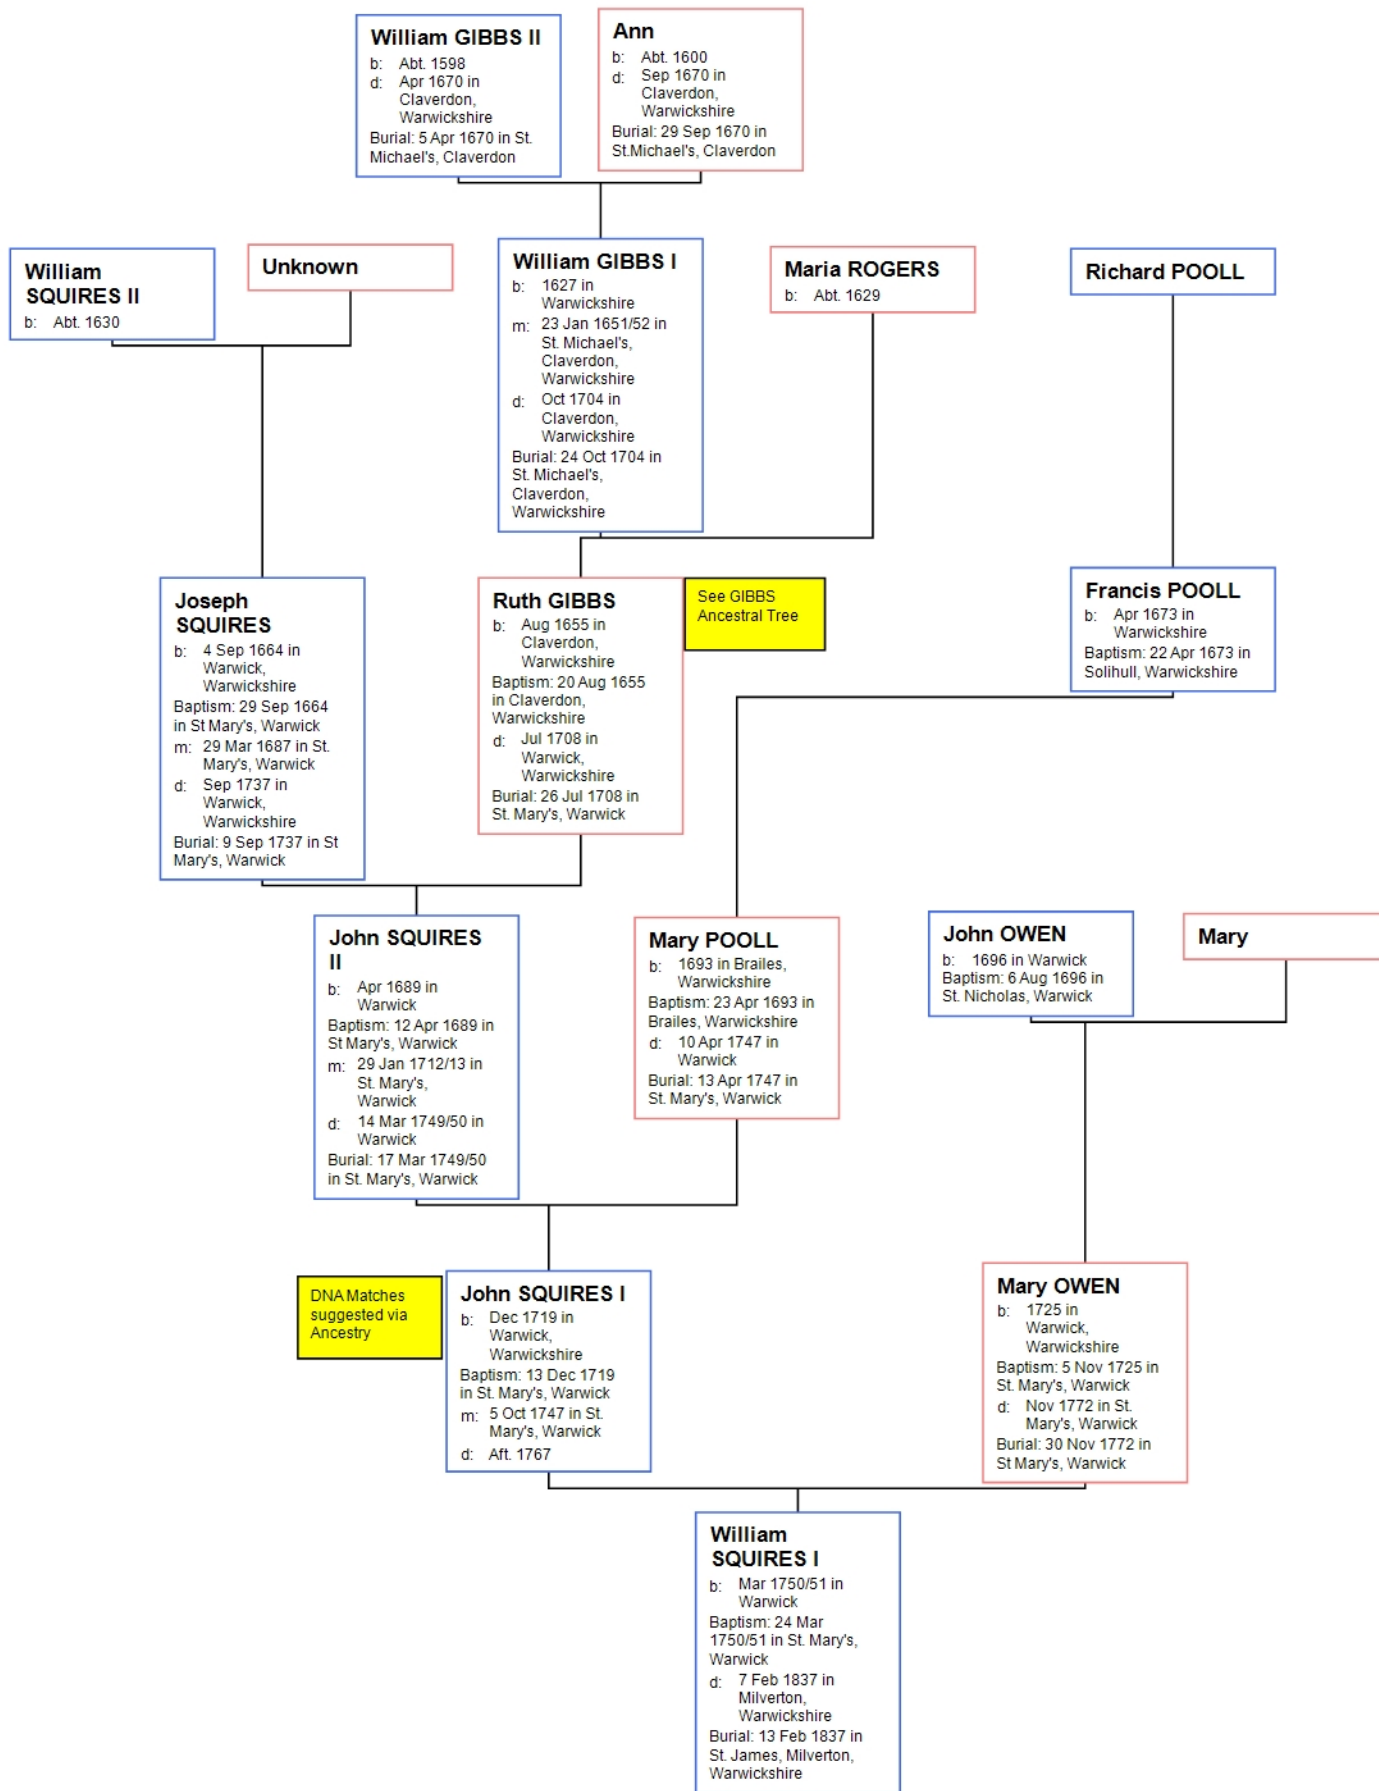 William GIBBS II
b: Abt. 1598
d: Apr 1670 in
Claverdon,
Warwickshire
Burial: 5 Apr 1670 in St.
Michael's, Claverdon
Ann
b: Abt. 1600
d: Sep 1670 in
Claverdon,
Warwickshire
Burial: 29 Sep 1670 in
St.Michael's, Claverdon
William
SQUIRES II
b: Abt. 1630
Unknown
William GIBBS I
b: 1627 in
Warwickshire
m: 23 Jan 1651/52 in
St. Michael's,
Claverdon,
Warwickshire
d: Oct 1704 in
Claverdon,
Warwickshire
Burial: 24 Oct 1704 in
St. Michael's,
Claverdon,
Warwickshire
Maria ROGERS
b: Abt. 1629
Richard POOLL
Joseph
SQUIRES
b: 4 Sep 1664 in
Warwick,
Warwickshire
Baptism: 29 Sep 1664
in St Mary's, Warwick
m: 29 Mar 1687 in St.
Mary's, Warwick
d: Sep 1737 in
Warwick,
Warwickshire
Burial: 9 Sep 1737 in St
Mary's, Warwick
Ruth GIBBS
b: Aug 1655 in
Claverdon,
Warwickshire
Baptism: 20 Aug 1655
in Claverdon,
Warwickshire
d: Jul 1708 in
Warwick,
Warwickshire
Burial: 26 Jul 1708 in
St. Mary's, Warwick
See GIBBS
Ancestral Tree
Francis POOLL
b: Apr 1673 in
Warwickshire
Baptism: 22 Apr 1673 in
Solihull, Warwickshire
John SQUIRES
II
b: Apr 1689 in
Warwick
Baptism: 12 Apr 1689 in
St Mary's, Warwick
m: 29 Jan 1712/13 in
St. Mary's,
Warwick
d: 14 Mar 1749/50 in
Warwick
Burial: 17 Mar 1749/50
in St. Mary's, Warwick
Mary POOLL
b: 1693 in Brailes,
Warwickshire
Baptism: 23 Apr 1693 in
Brailes, Warwickshire
d: 10 Apr 1747 in
Warwick
Burial: 13 Apr 1747 in
St. Mary's, Warwick
John OWEN
b: 1696 in Warwick
Baptism: 6 Aug 1696 in
St. Nicholas, Warwick
Mary
DNA Matches
suggested via
Ancestry
John SQUIRES I
b: Dec 1719 in
Warwick,
Warwickshire
Baptism: 13 Dec 1719
in St. Mary's, Warwick
m: 5 Oct 1747 in St.
Mary's, Warwick
d: Aft. 1767
Mary OWEN
b: 1725 in
Warwick,
Warwickshire
Baptism: 5 Nov 1725 in
St. Mary's, Warwick
d: Nov 1772 in St.
Mary's, Warwick
Burial: 30 Nov 1772 in
St Mary's, Warwick
William
SQUIRES I
b: Mar 1750/51 in
Warwick
Baptism: 24 Mar
1750/51 in St. Mary's,
Warwick
d: 7 Feb 1837 in
Milverton,
Warwickshire
Burial: 13 Feb 1837 in
St. James, Milverton,
Warwickshire